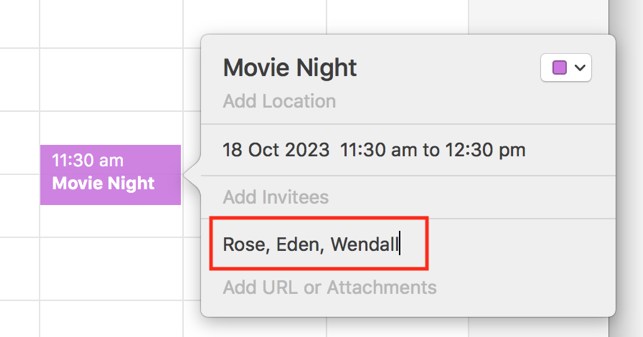 11:30 am
Movie Night
Movie Night
Add Location
18 Oct 2023  11:30 am to 12:30 pm
Add Invitees
Rose, Eden, Wendall
Add URL or Attachments